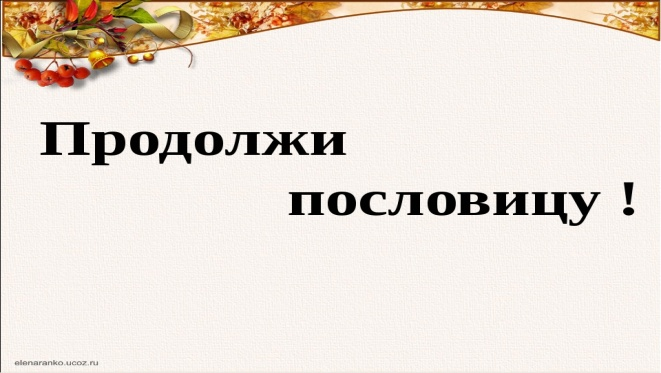 Продолжи
пословицу !
elenaranko.ucoz.ru